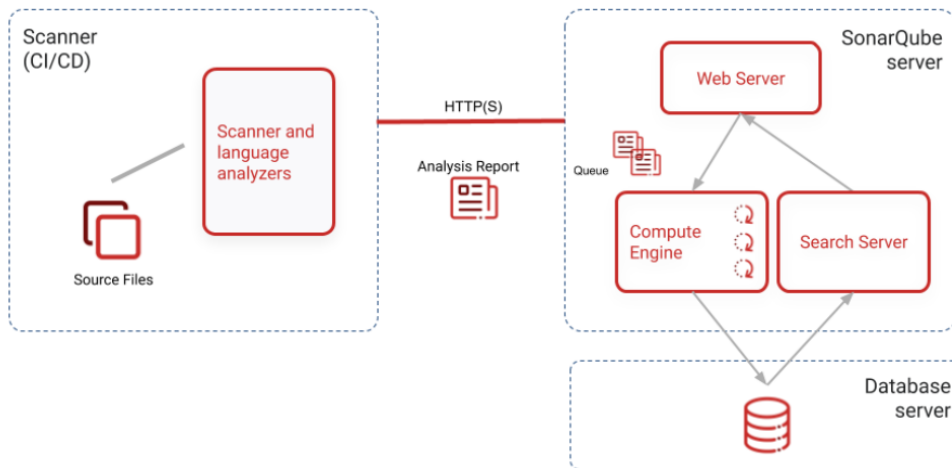 Scanner
(CI/CD)
Scanner and
language
analyzers
Source Files
HTTP(S)
Analysis Report
SonarQube
server
Web Server
Queue
Compute
Engine
Search Server
Database
server